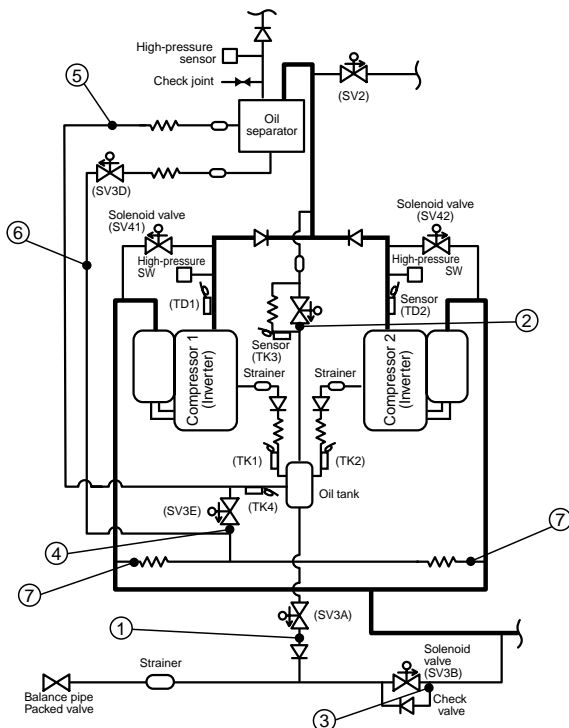 High-pressure
sensor
Check joint
5
Oil
separator
(SV2)
(SV3D)
Solenoid valve
(SV41)
Solenoid valve
(SV42)
6
High-pressure
SW
High-pressure
SW
(TD1)
Sensor
(TD2)
2
Sensor
(TK3)
Compressor 1
(Inverter)
Compressor 2
(Inverter)
Strainer
Strainer
(TK1)
(TK2)
(TK4)
Oil tank
(SV3E)
4
7
7
(SV3A)
1
Strainer
Solenoid
valve
(SV3B)
Balance pipe
Packed valve
Check
valve
3